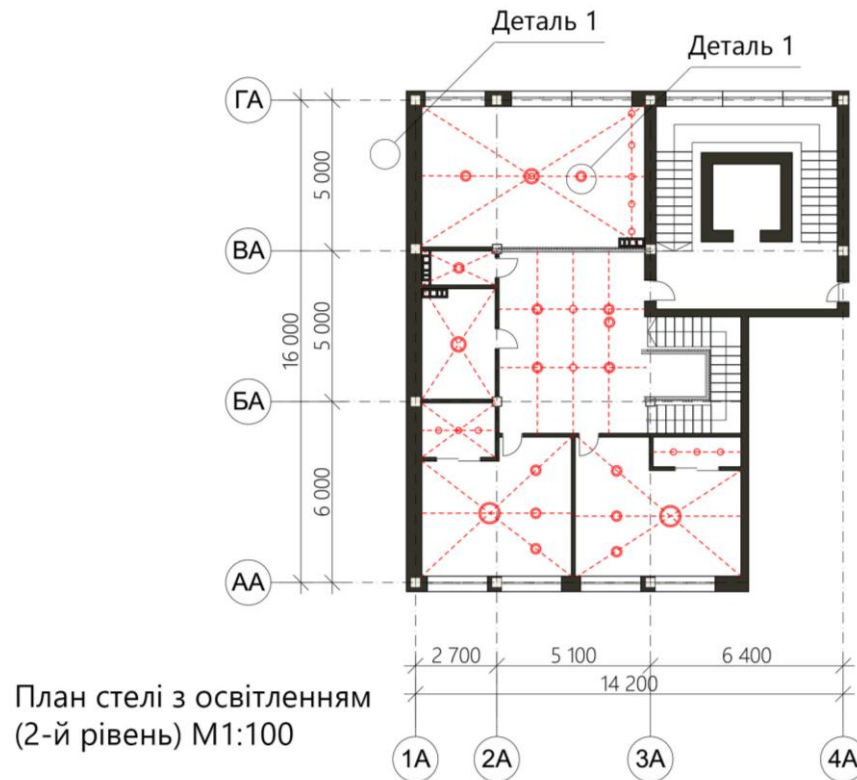 Деталь 1
Деталь 1
ГА
5 000
ВА
16 000
5 000
БА
6 000
АА
2 700
5 100
6 400
14 200
План стелі з освітленням
(2-й рівень) М1:100
1А
2А
3А
4А